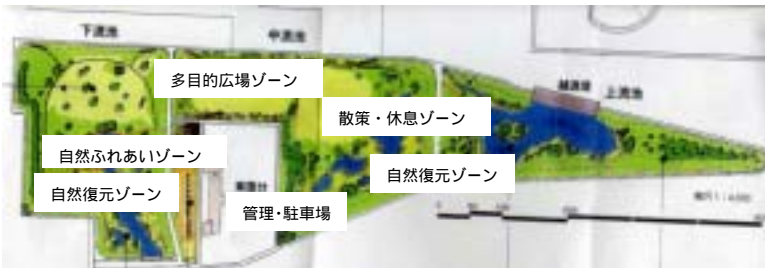 下流池
中流池
多目的広場ゾーン
越流堤
上流池
散策・休息ゾーン
自然ふれあいゾーン
自然復元ゾーン
自然復元ゾーン
管理・駐車場